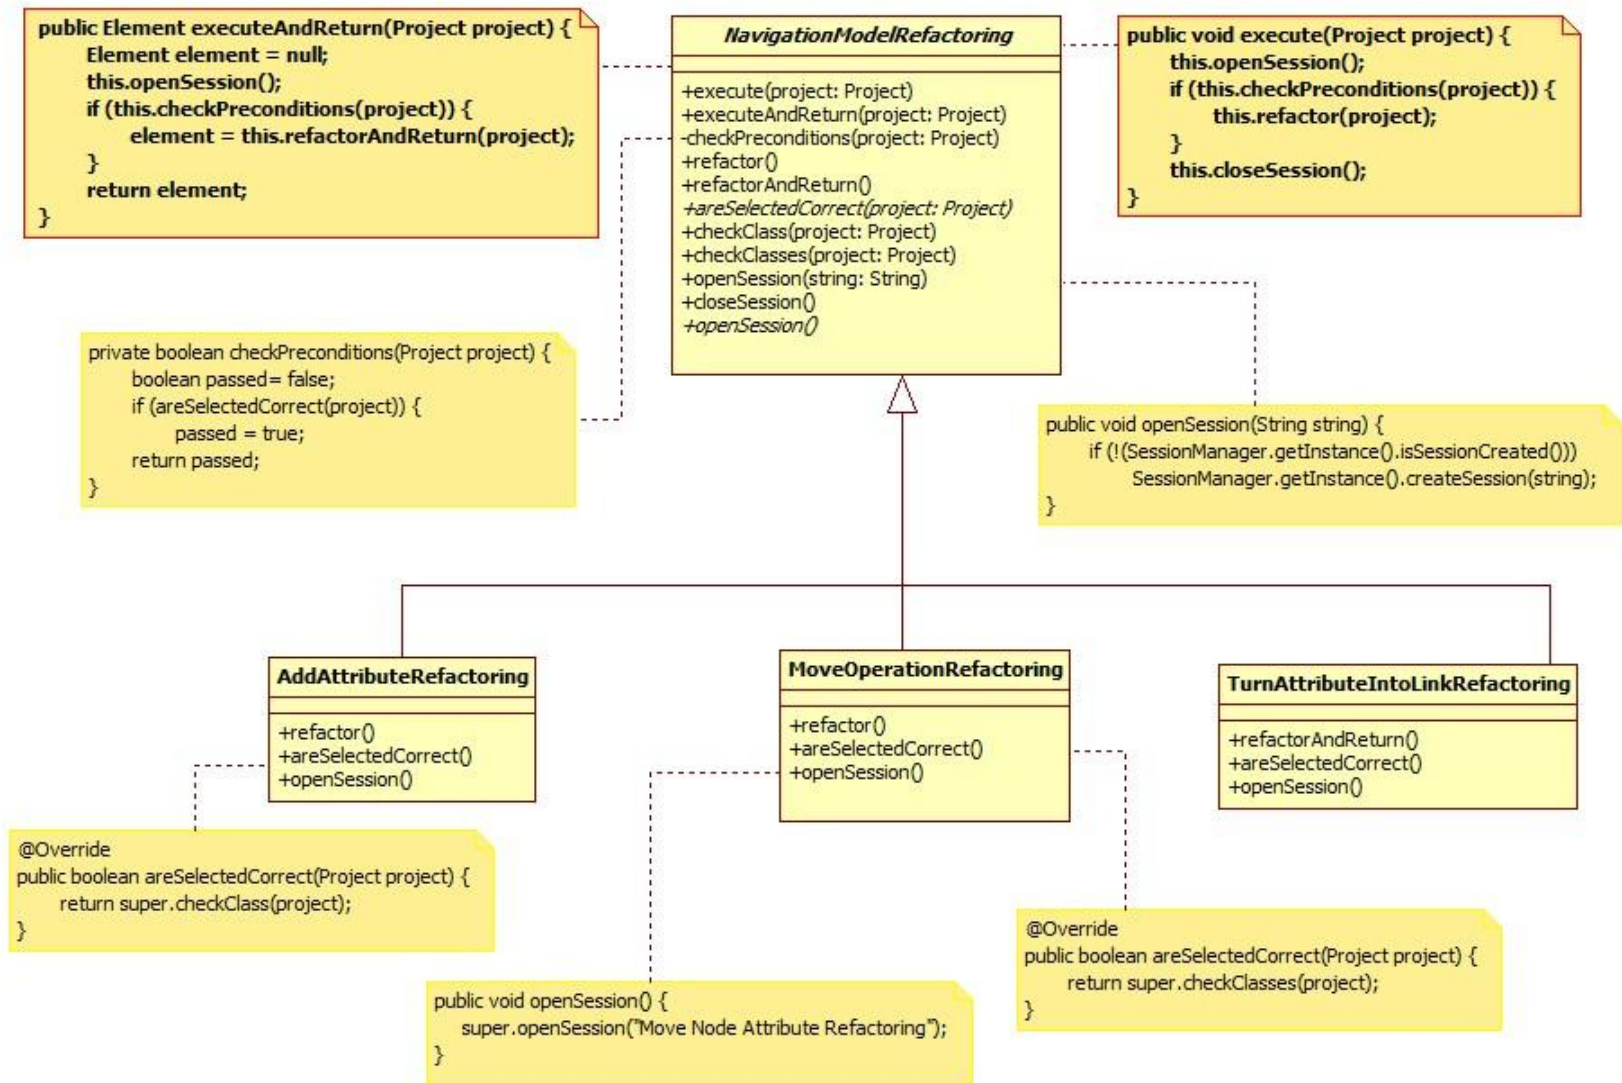 public Element executeAndReturn(Project project) {
Element element = null;
this.openSession();
if (this.checkPreconditions(project)) {
element = this.refactorAndReturn(project);
}
return element;
}
NavigationModelRefactoring
+execute(project: Project)
+executeAndReturn(project: Project)
-checkPreconditions(project: Project)
+refactor()
+refactorAndReturn()
+areSelectedCorrect(project: Project)
+checkClass(project: Project)
+checkClasses(project: Project)
+openSession(string: String)
+closeSession()
+openSession()
public void execute(Project project) {
this.openSession();
if (this.checkPreconditions(project)) {
this.refactor(project);
}
this.closeSession();
}
private boolean checkPreconditions(Project project) {
boolean passed= false;
if (areSelectedCorrect(project)) {
passed = true;
return passed;
}
public void openSession(String string) {
if (!(SessionManager.getInstance().isSessionCreated()))
SessionManager.getInstance().createSession(string);
}
AddAttributeRefactoring
+refactor()
+areSelectedCorrect()
+openSession()
MoveOperationRefactoring
+refactor()
+areSelectedCorrect()
+openSession()
TurnAttributeIntoLinkRefactoring
+refactorAndReturn()
+areSelectedCorrect()
+openSession()
@Override
public boolean areSelectedCorrect(Project project) {
return super.checkClass(project);
}
public void openSession() {
super.openSession("Move Node Attribute Refactoring");
}
@Override
public boolean areSelectedCorrect(Project project) {
return super.checkClasses(project);
}